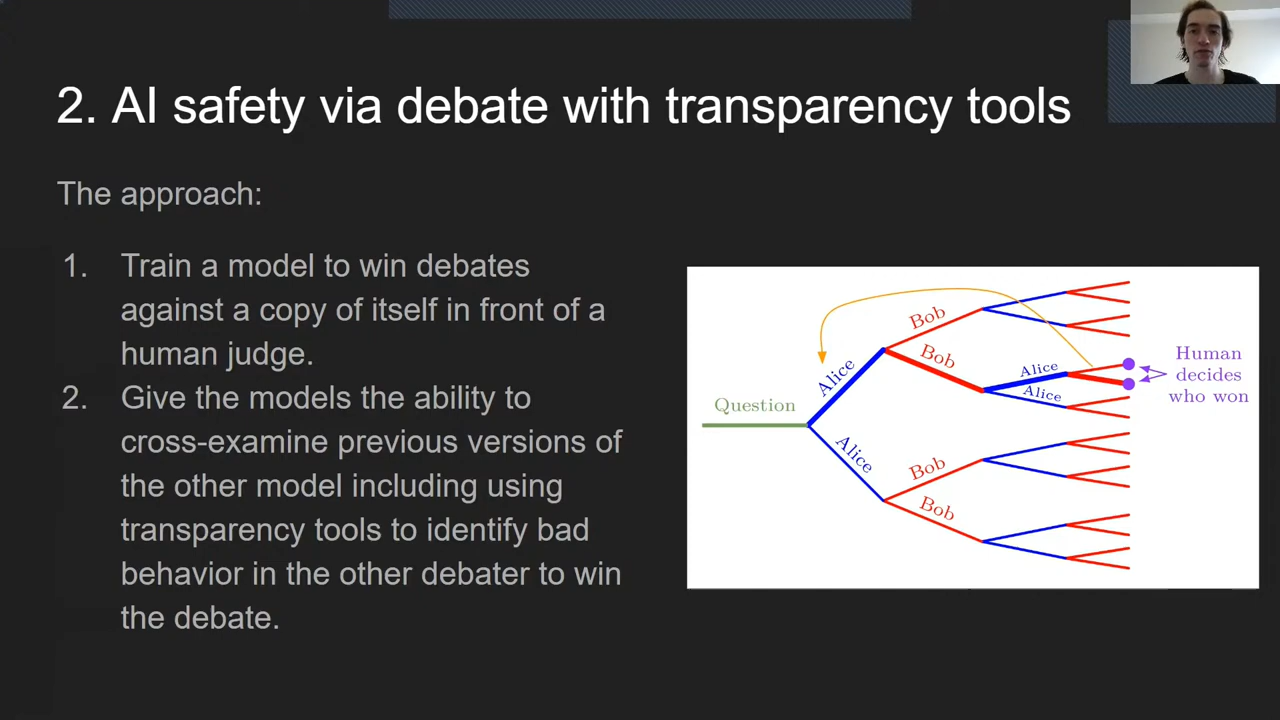 2. AI safety via debate with transparency tools
The approach:
1. Train a model to win debates
against a copy of itself in front of a
human judge.
2. Give the models the ability to
cross-examine previous versions of
the other model including using
transparency tools to identify bad
behavior in the other debater to win
the debate.
Question
Alice
Alice
Bob
Bob
Bob
Bob
Alice
Alice
Human
decides
who won